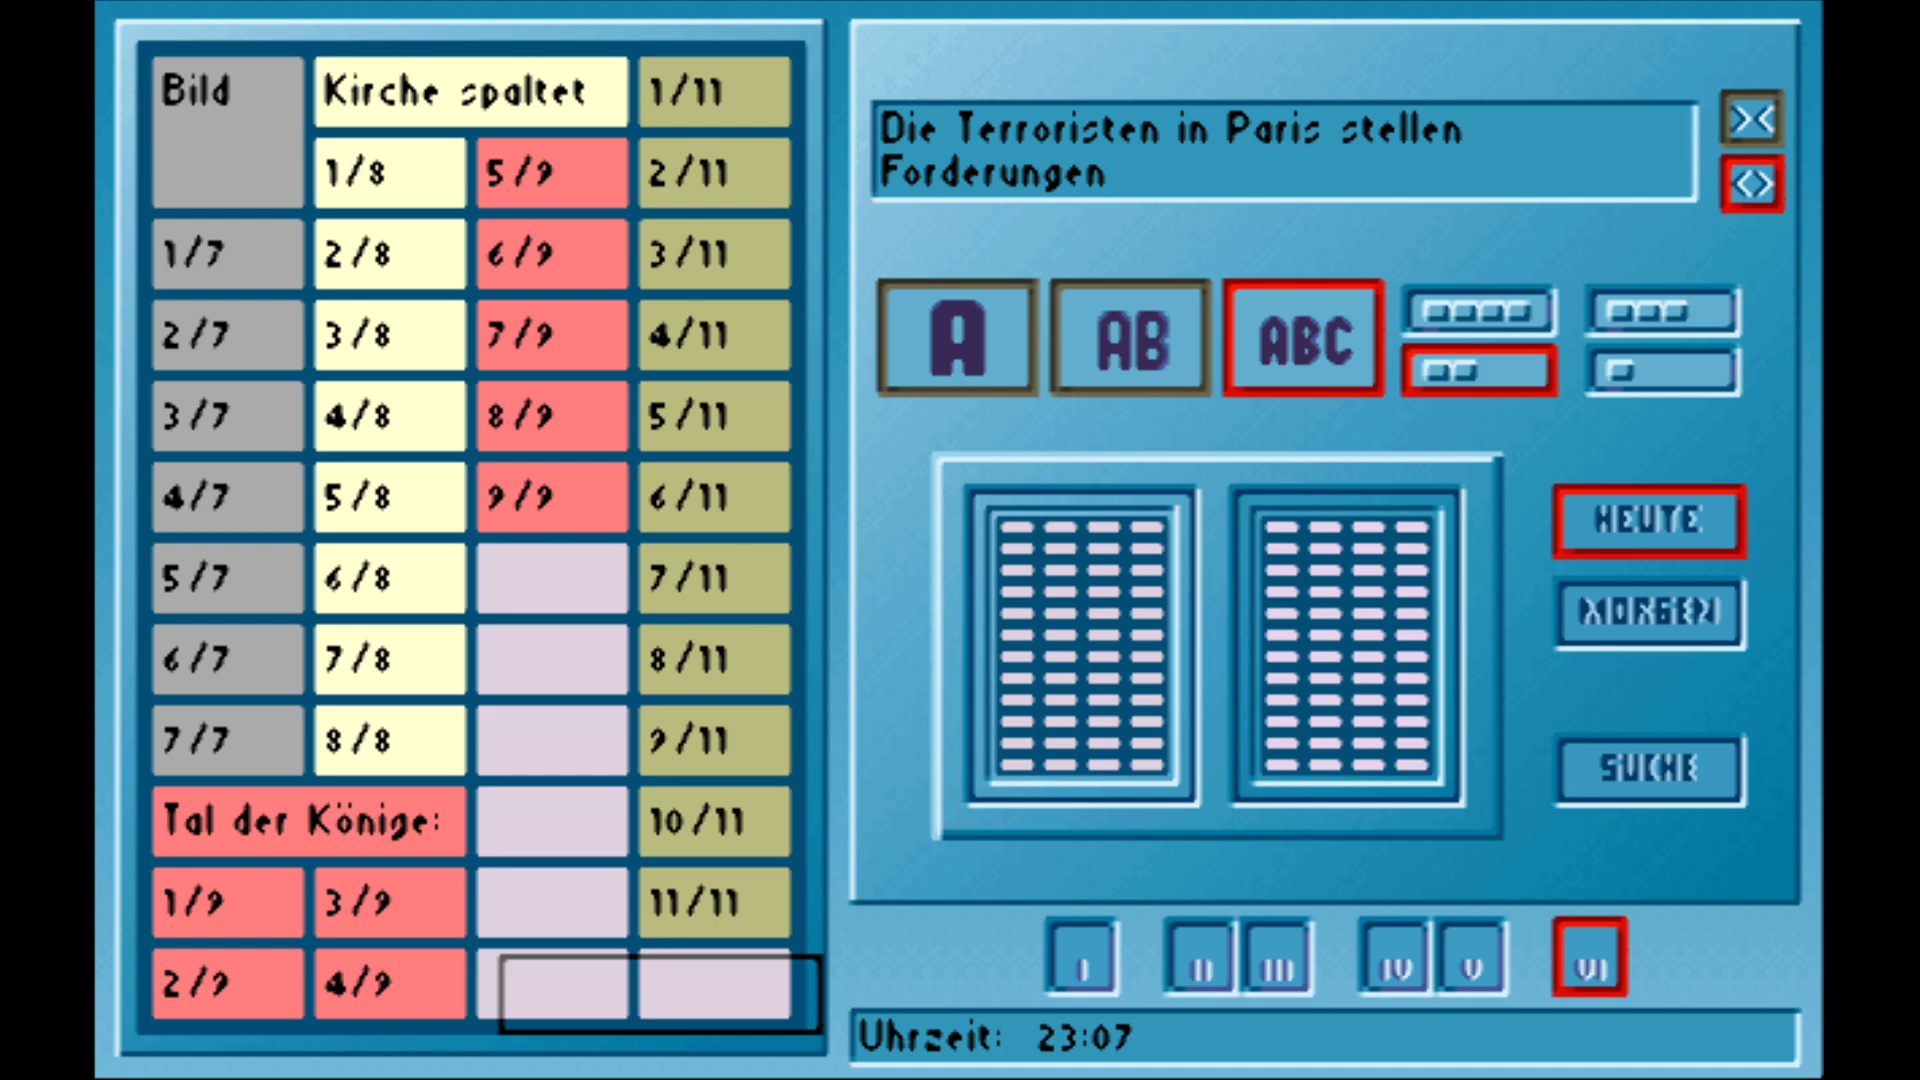 Bild
Kirche spaltet
1/11
1/8
5/9
2/11
1/7
2/8
6/9
3/11
2/7
3/8
7/9
4/11
3/7
4/8
8/9
5/11
4/7
5/8
9/9
6/11
5/7
6/8
7/11
6/7
7/8
8/11
7/7
8/8
9/11
Tal der Könige:
10/11
1/9
3/9
11/11
2/9
4/9
Die Terroristen in Paris stellen
Forderungen
><
<>
A
AB
ABC
HEUTE
MORGEN
SUCHE
I
II
III
IV
V
VI
Uhrzeit: 23:07